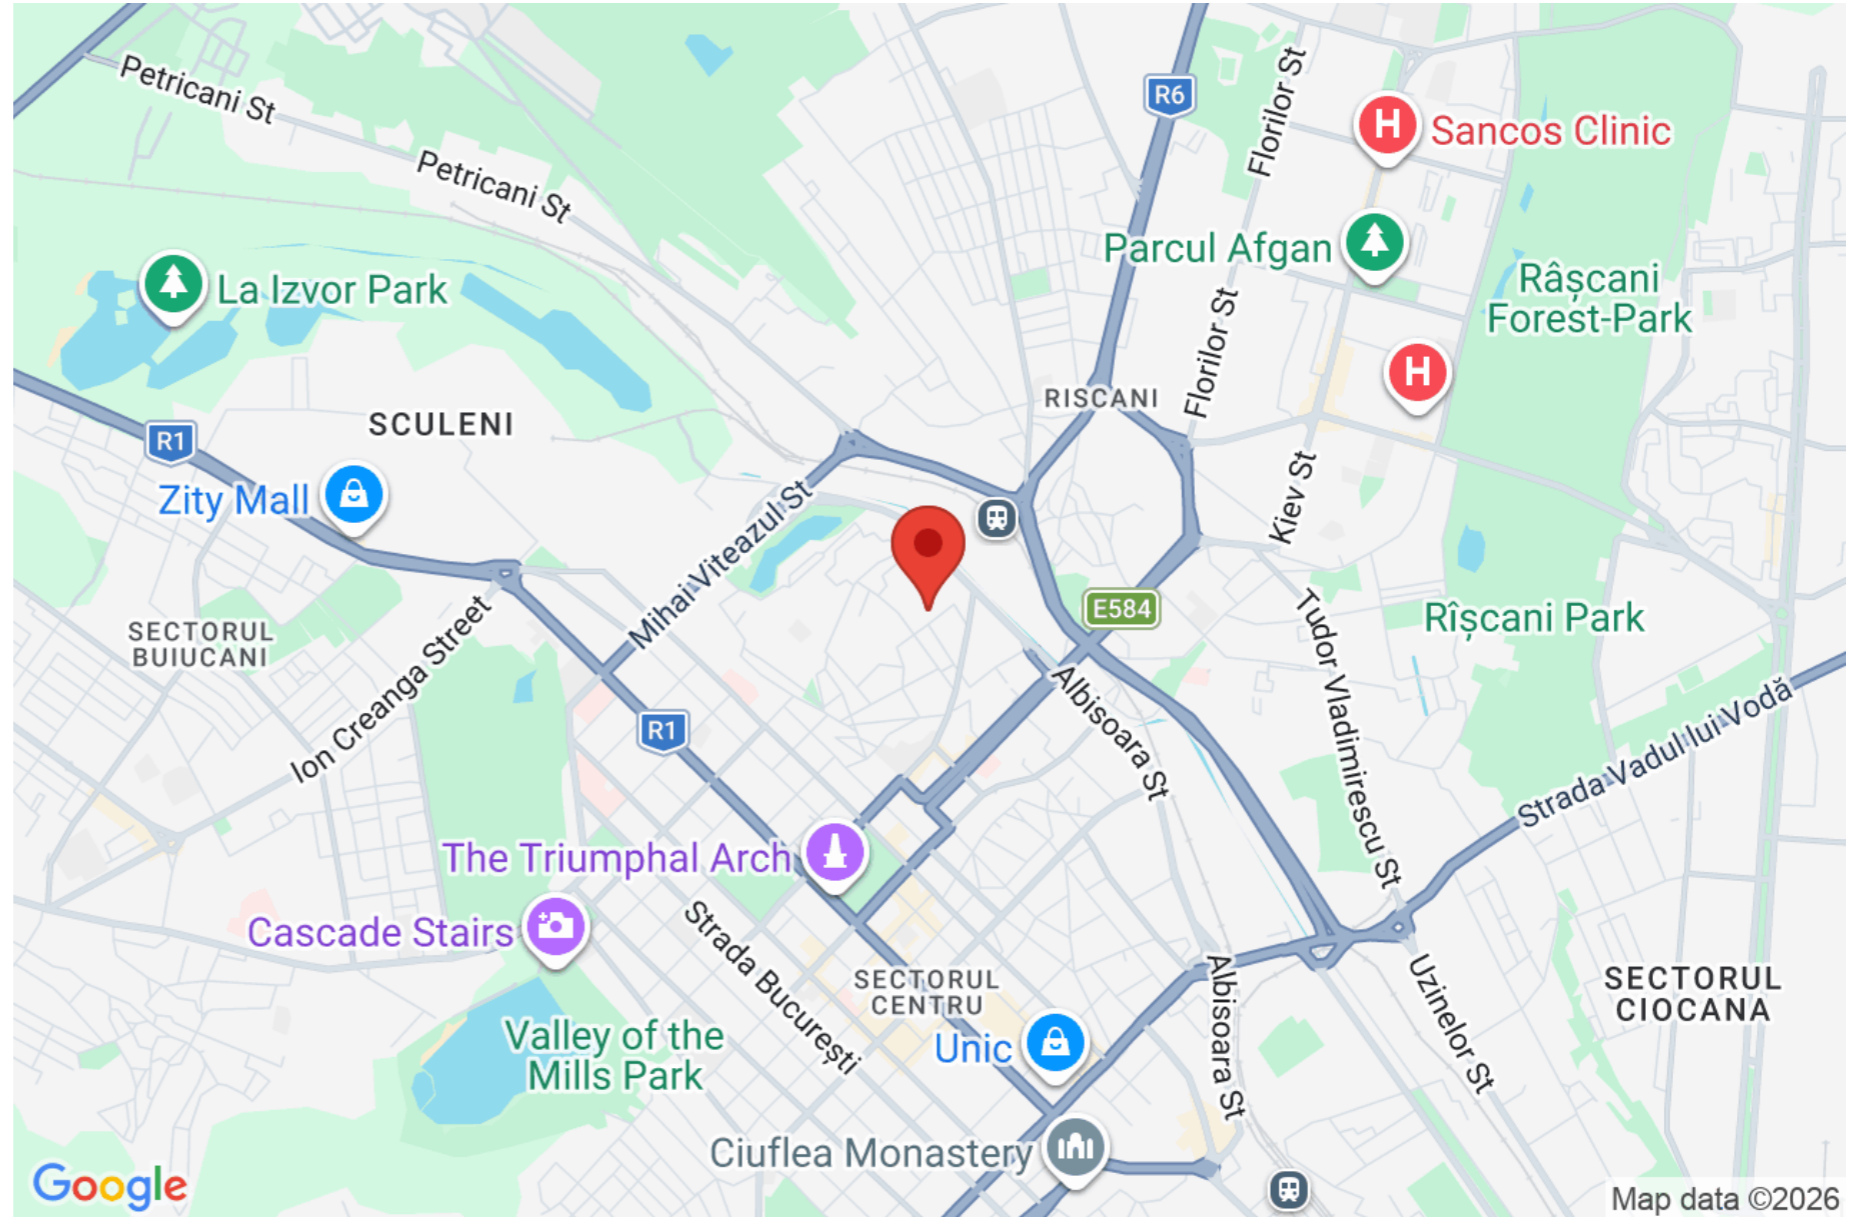 Petricani St
Petricani St
R6
Florilor St
H
Sancos Clinic
Parcul Afgan
La Izvor Park
Râșcani
Forest-Park
Florilor St
H
RISCANI
SCULENI
R1
Zity Mall
Mihai Viteazul St
Kiev St
E584
Rîșcani Park
SECTORUL
BUIUCANI
Ion Creanga Street
Tudor Vladimirescu St
Albisoara St
R1
Strada Vadul lui Vodă
The Triumphal Arch
Cascade Stairs
Strada București
SECTORUL
CENTRU
Albisoara St
Uzinelor St
SECTORUL
CIOCANA
Valley of the
Mills Park
Unic
Ciuflea Monastery
Google
Map data ©2026